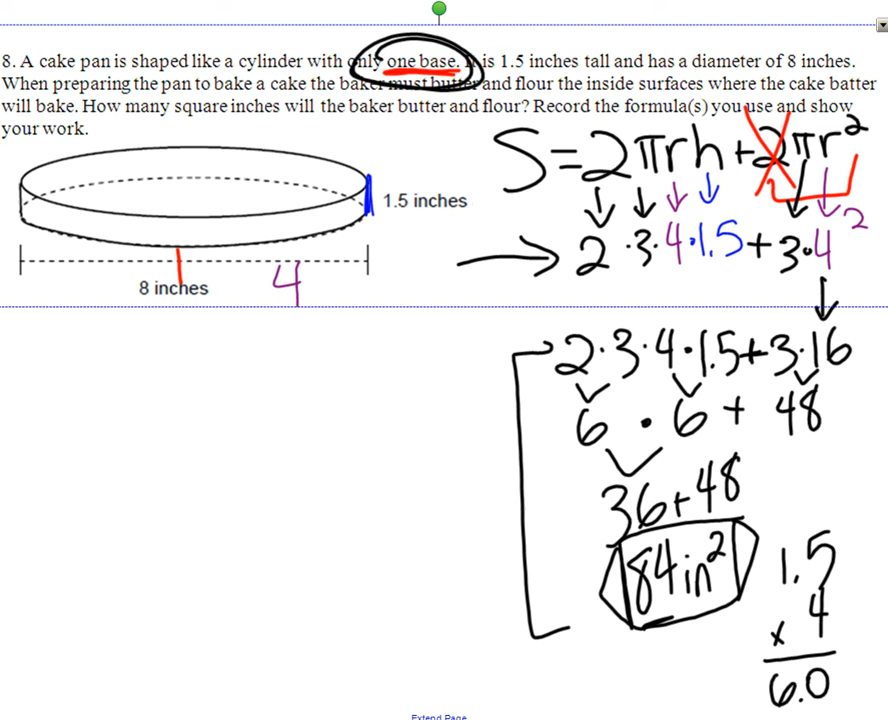 8. A cake pan is shaped like a cylinder with only one base. It is 1.5 inches tall and has a diameter of 8 inches.
When preparing the pan to bake a cake the baker must butter and flour the inside surfaces where the cake batter
will bake. How many square inches will the baker butter and flour? Record the formula(s) you use and show
your work.
S=2πrh+2πr²
1.5 inches
2·3·4·1.5+3·4²
8 inches
4
2·3·4·1.5+3·16
6 · 6 + 48
36+48
84in²
1.5
x 4
6.0
Extend Page